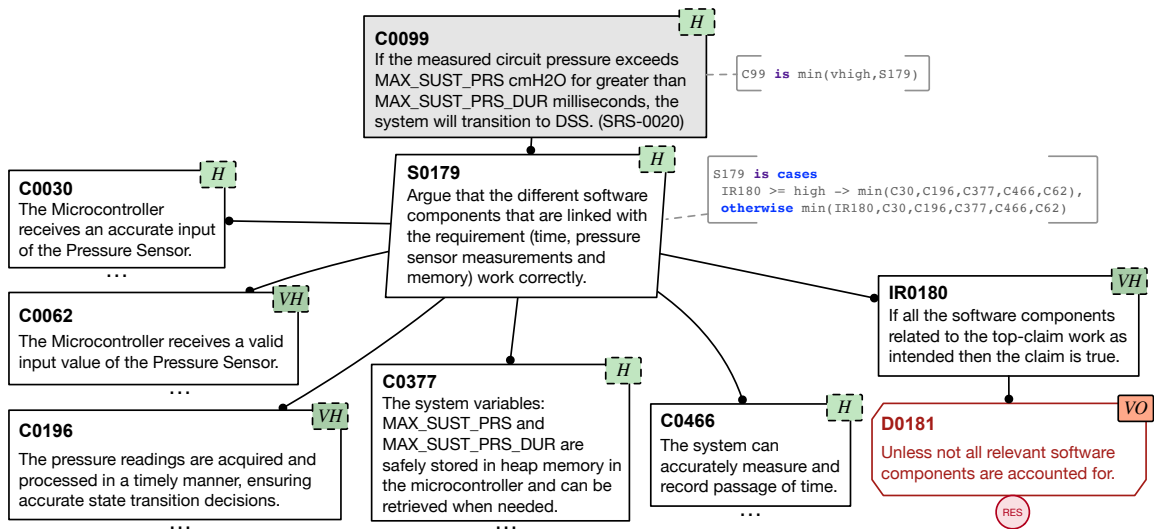 H
C0099
If the measured circuit pressure exceeds
MAX_SUST_PRS cmH2O for greater than
MAX_SUST_PRS_DUR milliseconds, the
system will transition to DSS. (SRS-0020)
C99 is min(vhigh,S179)
H
S0179
Argue that the different software
components that are linked with
the requirement (time, pressure
sensor measurements and
memory) work correctly.
S179 is cases
IR180 >= high -> min(C30,C196,C377,C466,C62),
otherwise min(IR180,C30,C196,C377,C466,C62)
H
C0030
The Microcontroller
receives an accurate input
of the Pressure Sensor.
...
VH
C0062
The Microcontroller receives a valid
input value of the Pressure Sensor.
...
VH
C0196
The pressure readings are acquired and
processed in a timely manner, ensuring
accurate state transition decisions.
...
H
C0377
The system variables:
MAX_SUST_PRS and
MAX_SUST_PRS_DUR are
safely stored in heap memory in
the microcontroller and can be
retrieved when needed.
...
H
C0466
The system can
accurately measure and
record passage of time.
...
VH
IR0180
If all the software components
related to the top-claim work as
intended then the claim is true.
VO
D0181
Unless not all relevant software
components are accounted for.
RES